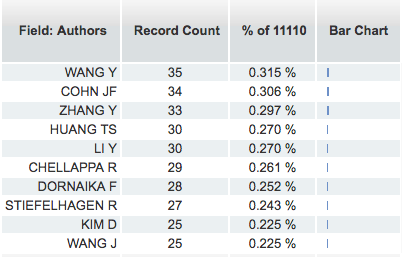 Field: Authors Record Count % of 11110 Bar Chart
WANG Y 35 0.315 %
COHN JF 34 0.306 %
ZHANG Y 33 0.297 %
HUANG TS 30 0.270 %
LI Y 30 0.270 %
CHELLAPPA R 29 0.261 %
DORNAIKA F 28 0.252 %
STIEFELHAGEN R 27 0.243 %
KIM D 25 0.225 %
WANG J 25 0.225 %